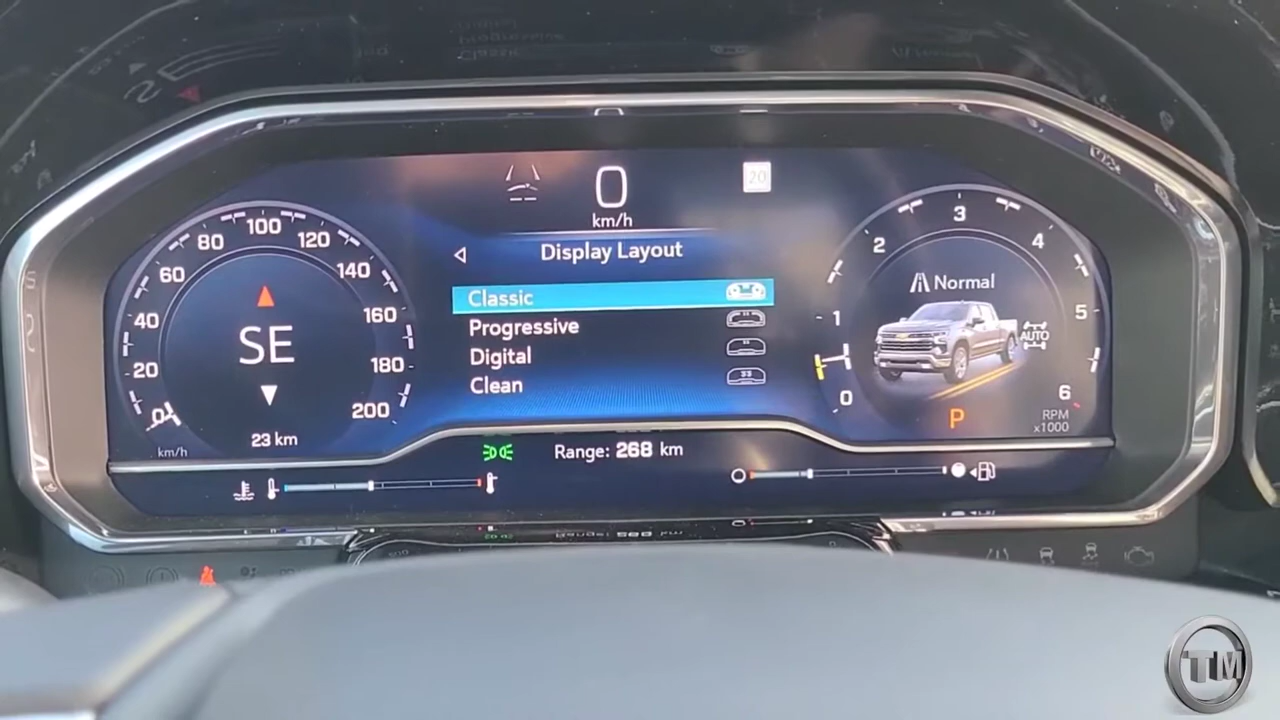 0
km/h
20
Display Layout
Classic
Progressive
Digital
Clean
0
20
40
60
80
100
120
140
160
180
200
km/h
SE
23 km
0
1
2
3
4
5
6
RPM
x1000
Normal
AUTO
P
Range: 268 km
TM